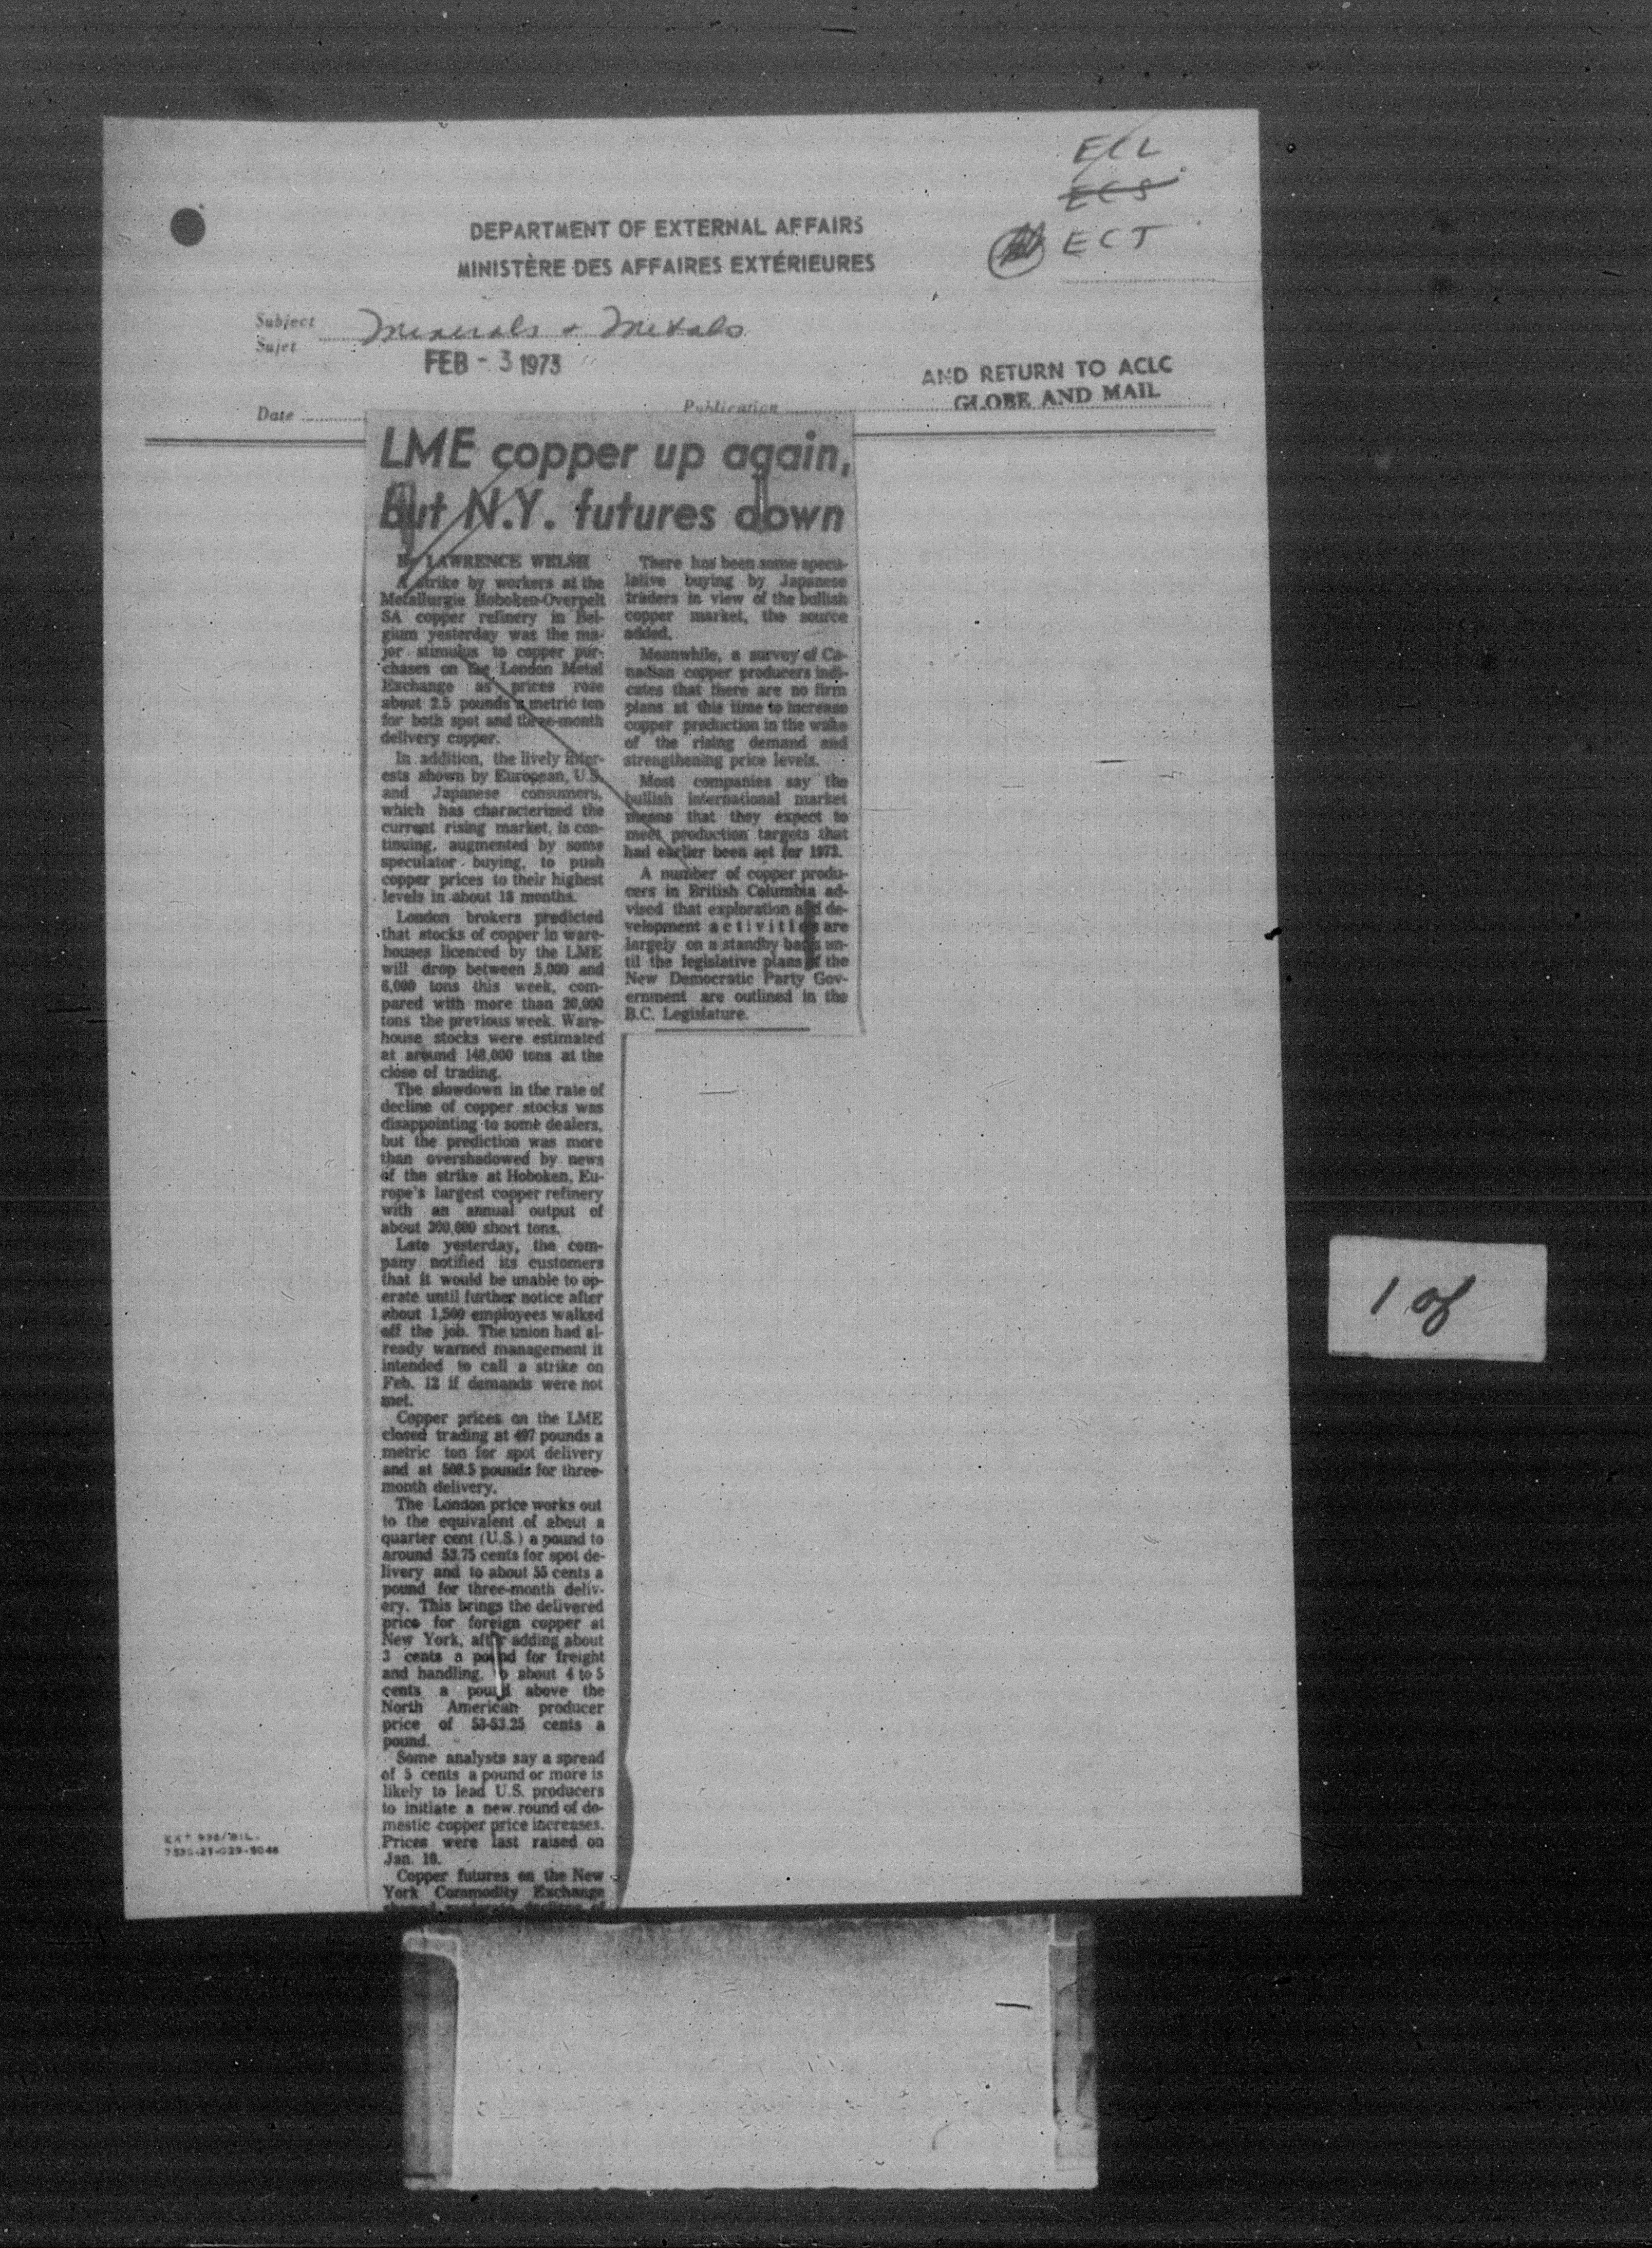 ECL
ECS
ECT
DEPARTMENT OF EXTERNAL AFFAIRS
MINISTÈRE DES AFFAIRES EXTÉRIEURES
Subject
Sujet
Minerals + Metals
FEB - 3 1973
AND RETURN TO ACLC
GLOBE AND MAIL
Date
Publication
LME copper up again,
but N.Y. futures down
By LAWRENCE WELSH
A strike by workers at the
Metallurgie Hoboken-Overpelt
SA copper refinery in Bel-
gium yesterday was the ma-
jor stimulus to copper pur-
chases on the London Metal
Exchange as prices rose
about 2.5 pounds a metric ton
for both spot and three-month
delivery copper.
In addition, the lively inter-
ests shown by European, U.S.
and Japanese consumers,
which has characterized the
current rising market, is con-
tinuing, augmented by some
speculator buying, to push
copper prices to their highest
levels in about 18 months.
London brokers predicted
that stocks of copper in ware-
houses licenced by the LME
will drop between 5,000 and
6,000 tons this week, com-
pared with more than 20,000
tons the previous week. Ware-
house stocks were estimated
at around 148,000 tons at the
close of trading.
The slowdown in the rate of
decline of copper stocks was
disappointing to some dealers,
but the prediction was more
than overshadowed by news
of the strike at Hoboken, Eu-
rope's largest copper refinery
with an annual output of
about 300,000 short tons.
Late yesterday, the com-
pany notified its customers
that it would be unable to op-
erate until further notice after
about 1,500 employees walked
off the job. The union had al-
ready warned management it
intended to call a strike on
Feb. 12 if demands were not
met.
Copper prices on the LME
closed trading at 497 pounds a
metric ton for spot delivery
and at 508.5 pounds for three-
month delivery.
The London price works out
to the equivalent of about a
quarter cent (U.S.) a pound to
around 53.75 cents for spot de-
livery and to about 55 cents a
pound for three-month deliv-
ery. This brings the delivered
price for foreign copper at
New York, after adding about
3 cents a pound for freight
and handling, to about 4 to 5
cents a pound above the
North American producer
price of 53-53.25 cents a
pound.
Some analysts say a spread
of 5 cents a pound or more is
likely to lead U.S. producers
to initiate a new round of do-
mestic copper price increases.
Prices were last raised on
Jan. 10.
Copper futures on the New
York Commodity Exchange
There has been some specu-
lative buying by Japanese
traders in view of the bullish
copper market, the source
added.
Meanwhile, a survey of Ca-
nadian copper producers indi-
cates that there are no firm
plans at this time to increase
copper production in the wake
of the rising demand and
strengthening price levels.
Most companies say the
bullish international market
means that they expect to
meet production targets that
had earlier been set for 1973.
A number of copper produ-
cers in British Columbia ad-
vised that exploration and de-
velopment activities are
largely on a standby basis un-
til the legislative plans of the
New Democratic Party Gov-
ernment are outlined in the
B.C. Legislature.
1 of